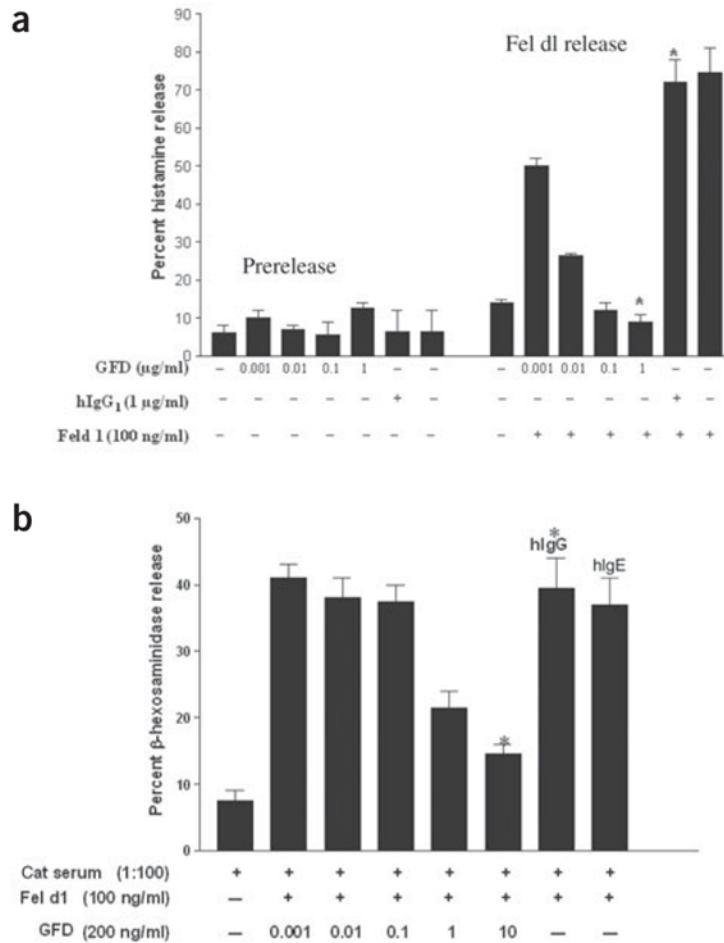 a
90
80
70
60
50
40
30
20
10
0
Percent histamine release
Prerelease
Fel dl release
GFD (µg/ml) – 0.001 0.01 0.1 1 – – – 0.001 0.01 0.1 1 – –
hIgG1 (1 µg/ml) – – – – – + – – – – – – + –
Feld 1 (100 ng/ml) – – – – – – – – + + + + + +
b
50
40
30
20
10
0
Percent β-hexosaminidase release
*
hIgG
hIgE
*
Cat serum (1:100) + + + + + + + +
Fel d1 (100 ng/ml) — + + + + + + +
GFD (200 ng/ml) — 0.001 0.01 0.1 1 10 — —